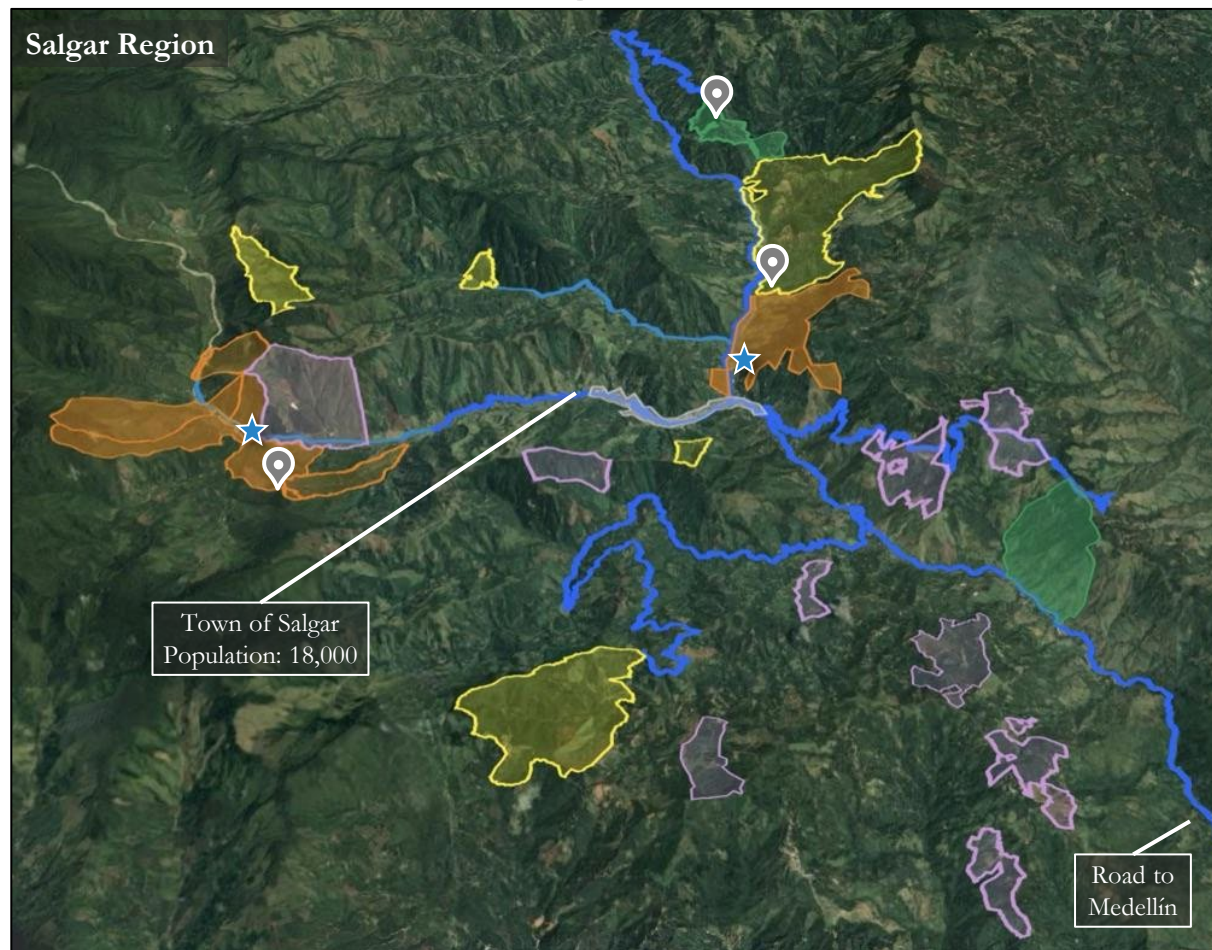 Salgar Region
Town of Salgar
Population: 18,000
Road to
Medellín